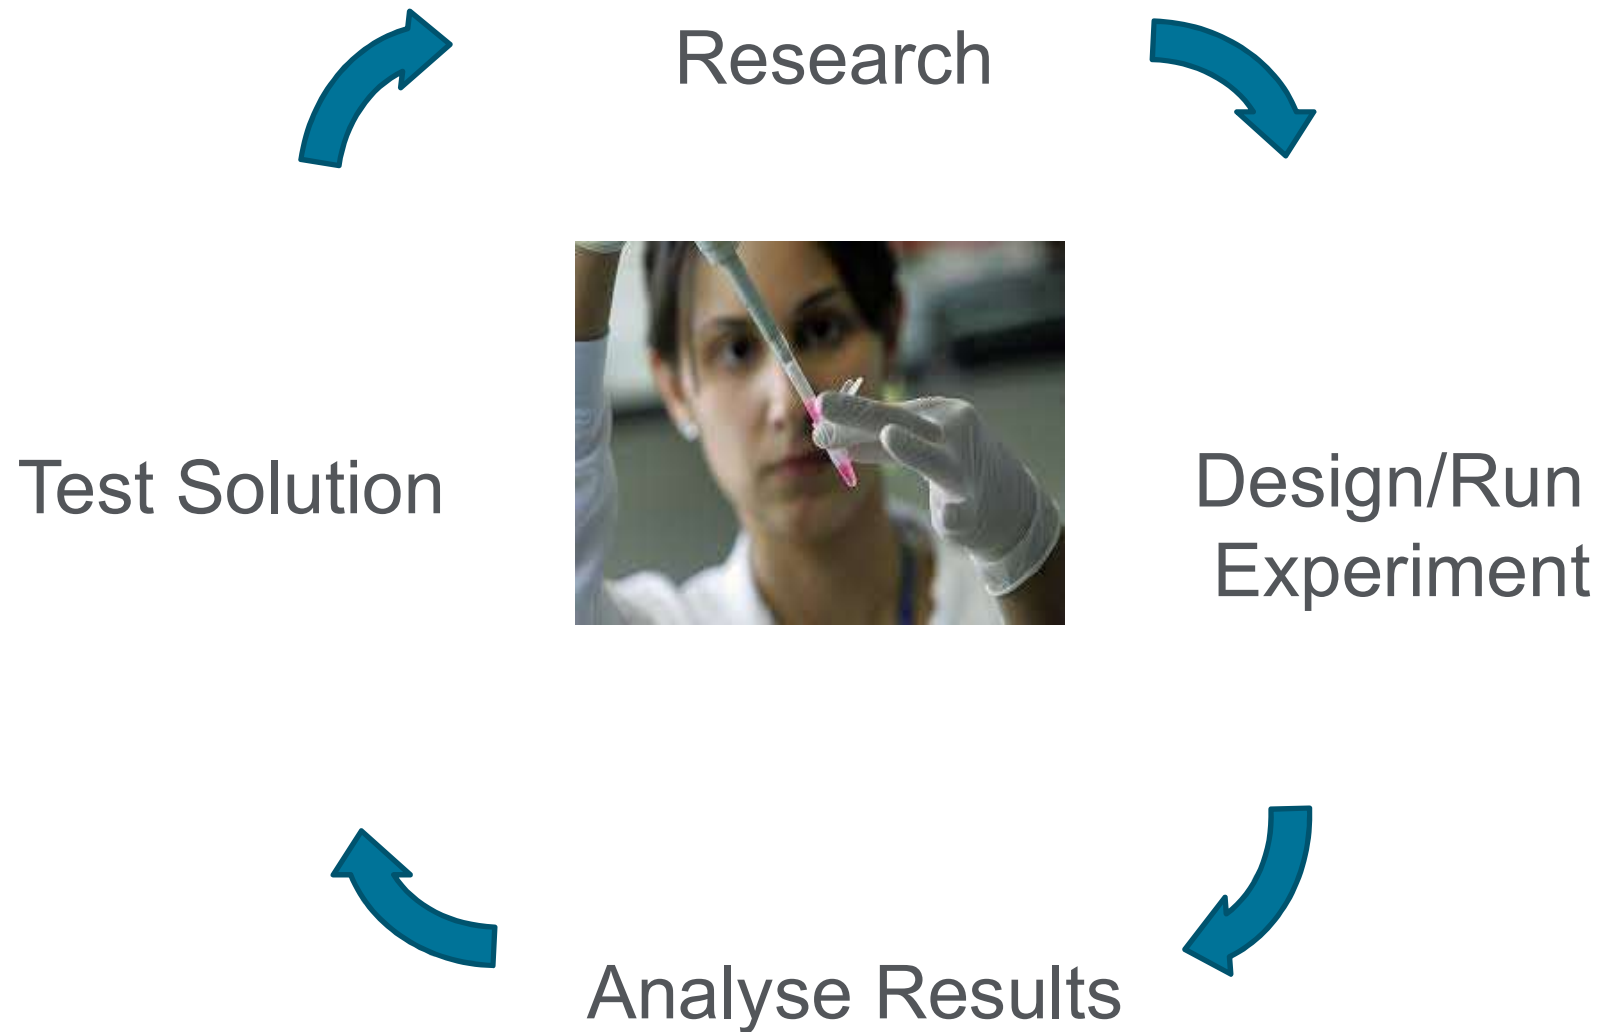 Research
Test Solution
Design/Run
Experiment
Analyse Results